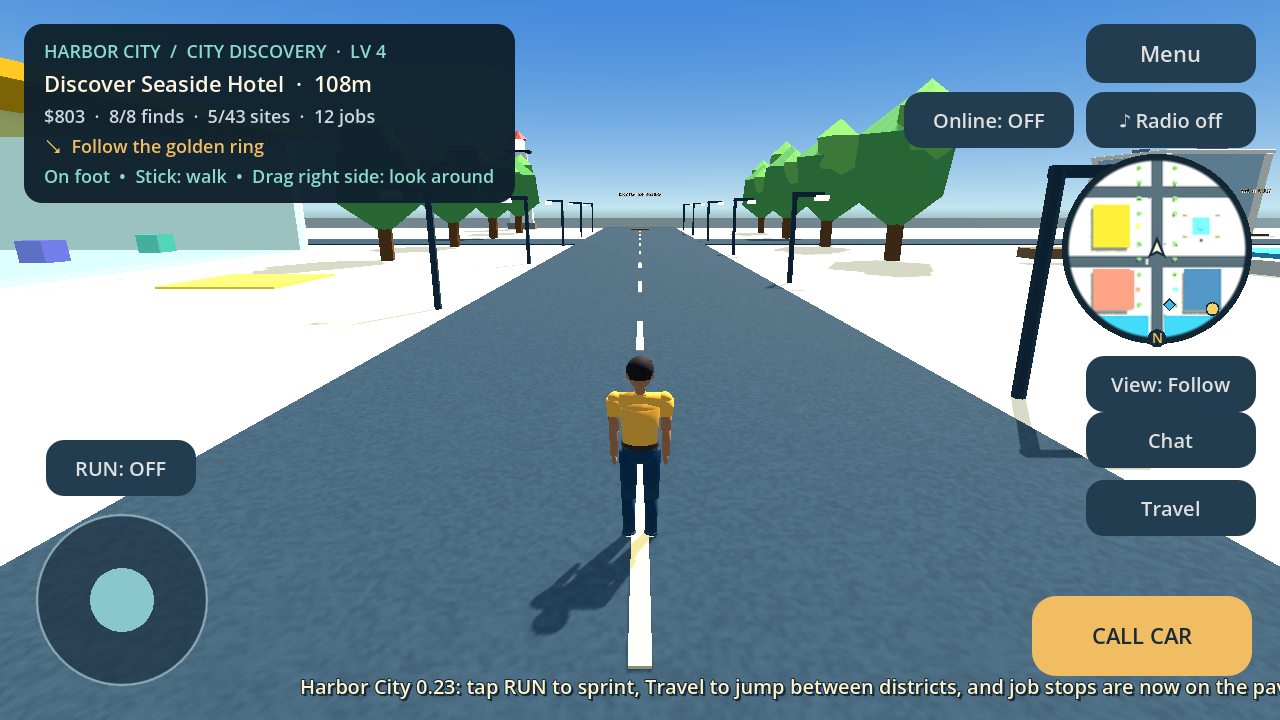 HARBOR CITY / CITY DISCOVERY · LV 4
Discover Seaside Hotel · 108m
$803 · 8/8 finds · 5/43 sites · 12 jobs
↘ Follow the golden ring
On foot • Stick: walk • Drag right side: look around
Menu
Online: OFF
♪ Radio off
N
View: Follow
Chat
RUN: OFF
Travel
CALL CAR
Harbor City 0.23: tap RUN to sprint, Travel to jump between districts, and job stops are now on the pav